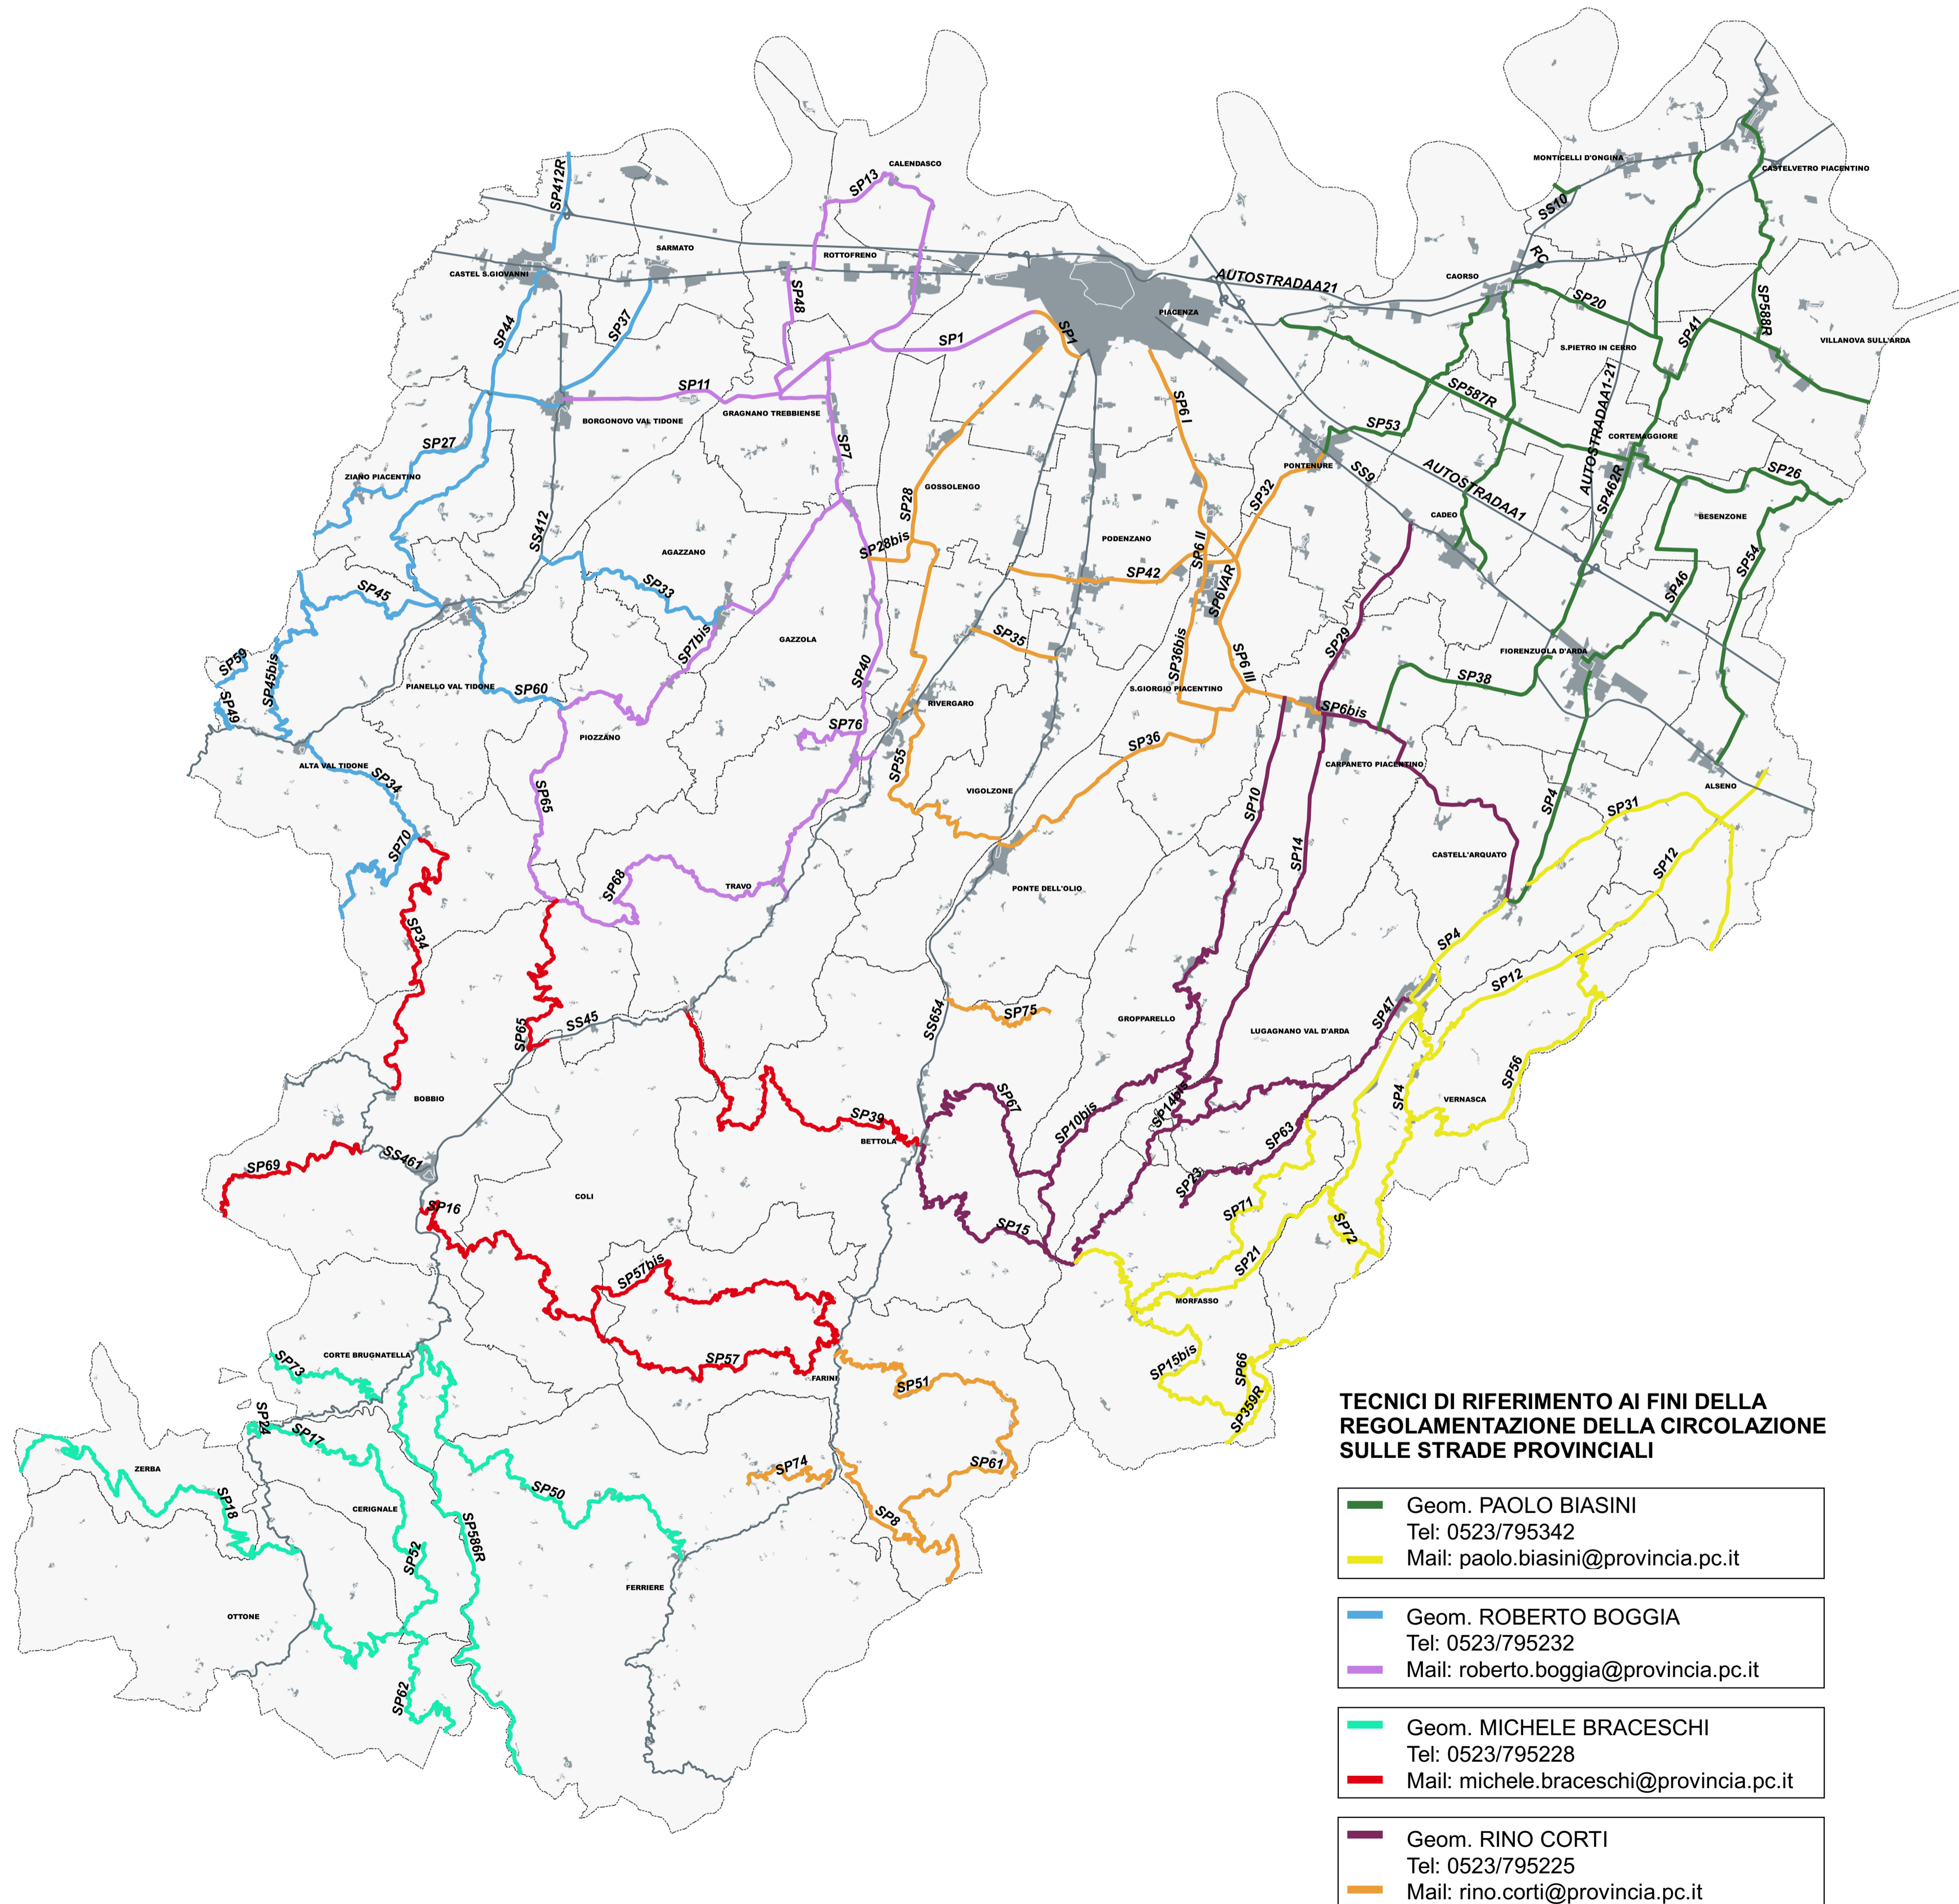 CALENDASCO
MONTICELLI D'ONGINA
CASTELVETRO PIACENTINO
SP412R
SP13
SS10
SARMATO
ROTTOFRENO
CASTEL S.GIOVANNI
RC
CAORSO
AUTOSTRADAA21
SP48
SP20
SP588R
PIACENZA
SP44
SP37
SP1
SP1
SP41
S.PIETRO IN CERRO
VILLANOVA SULL'ARDA
AUTOSTRADAA1-21
SP11
SP587R
SP6 I
GRAGNANO TREBBIENSE
BORGONOVO VAL TIDONE
SP53
CORTEMAGGIORE
SP27
SP7
PONTENURE
SS9
AUTOSTRADAA1
SP26
SP462R
ZIANO PIACENTINO
GOSSOLENGO
SP28
SP32
CADEO
BESENZONE
SS412
SP28bis
AGAZZANO
PODENZANO
SP6 II
SP54
SP42
SP33
SP45
SP6VAR
SP46
GAZZOLA
SP7bis
SP35
SP29
FIORENZUOLA D'ARDA
SP59
SP45bis
SP40
SP36bis
SP6 III
SP38
PIANELLO VAL TIDONE
SP60
S.GIORGIO PIACENTINO
RIVERGARO
SP49
SP76
SP6bis
PIOZZANO
SP36
ALTA VAL TIDONE
SP34
SP55
CARPANETO PIACENTINO
VIGOLZONE
ALSENO
SP65
SP10
SP4
SP31
SP70
SP14
CASTELL'ARQUATO
SP12
SP68
TRAVO
PONTE DELL'OLIO
SP34
SP4
SP12
SP65
SS45
SS654
SP75
GROPPARELLO
SP47
LUGAGNANO VAL D'ARDA
SP56
BOBBIO
SP67
SP14bis
SP4
VERNASCA
SP39
BETTOLA
SP10bis
SP63
SS461
SP69
SP23
COLI
SP16
SP71
SP15
SP72
SP21
SP57bis
MORFASSO
SP73
CORTE BRUGNATELLA
SP57
FARINI
SP51
SP15bis
SP66
SP359R
SP24
SP17
ZERBA
SP74
SP61
SP50
SP18
CERIGNALE
SP8
SP586R
SP52
FERRIERE
OTTONE
SP62
TECNICI DI RIFERIMENTO AI FINI DELLA
REGOLAMENTAZIONE DELLA CIRCOLAZIONE
SULLE STRADE PROVINCIALI
Geom. PAOLO BIASINI
Tel: 0523/795342
Mail: paolo.biasini@provincia.pc.it
Geom. ROBERTO BOGGIA
Tel: 0523/795232
Mail: roberto.boggia@provincia.pc.it
Geom. MICHELE BRACESCHI
Tel: 0523/795228
Mail: michele.braceschi@provincia.pc.it
Geom. RINO CORTI
Tel: 0523/795225
Mail: rino.corti@provincia.pc.it